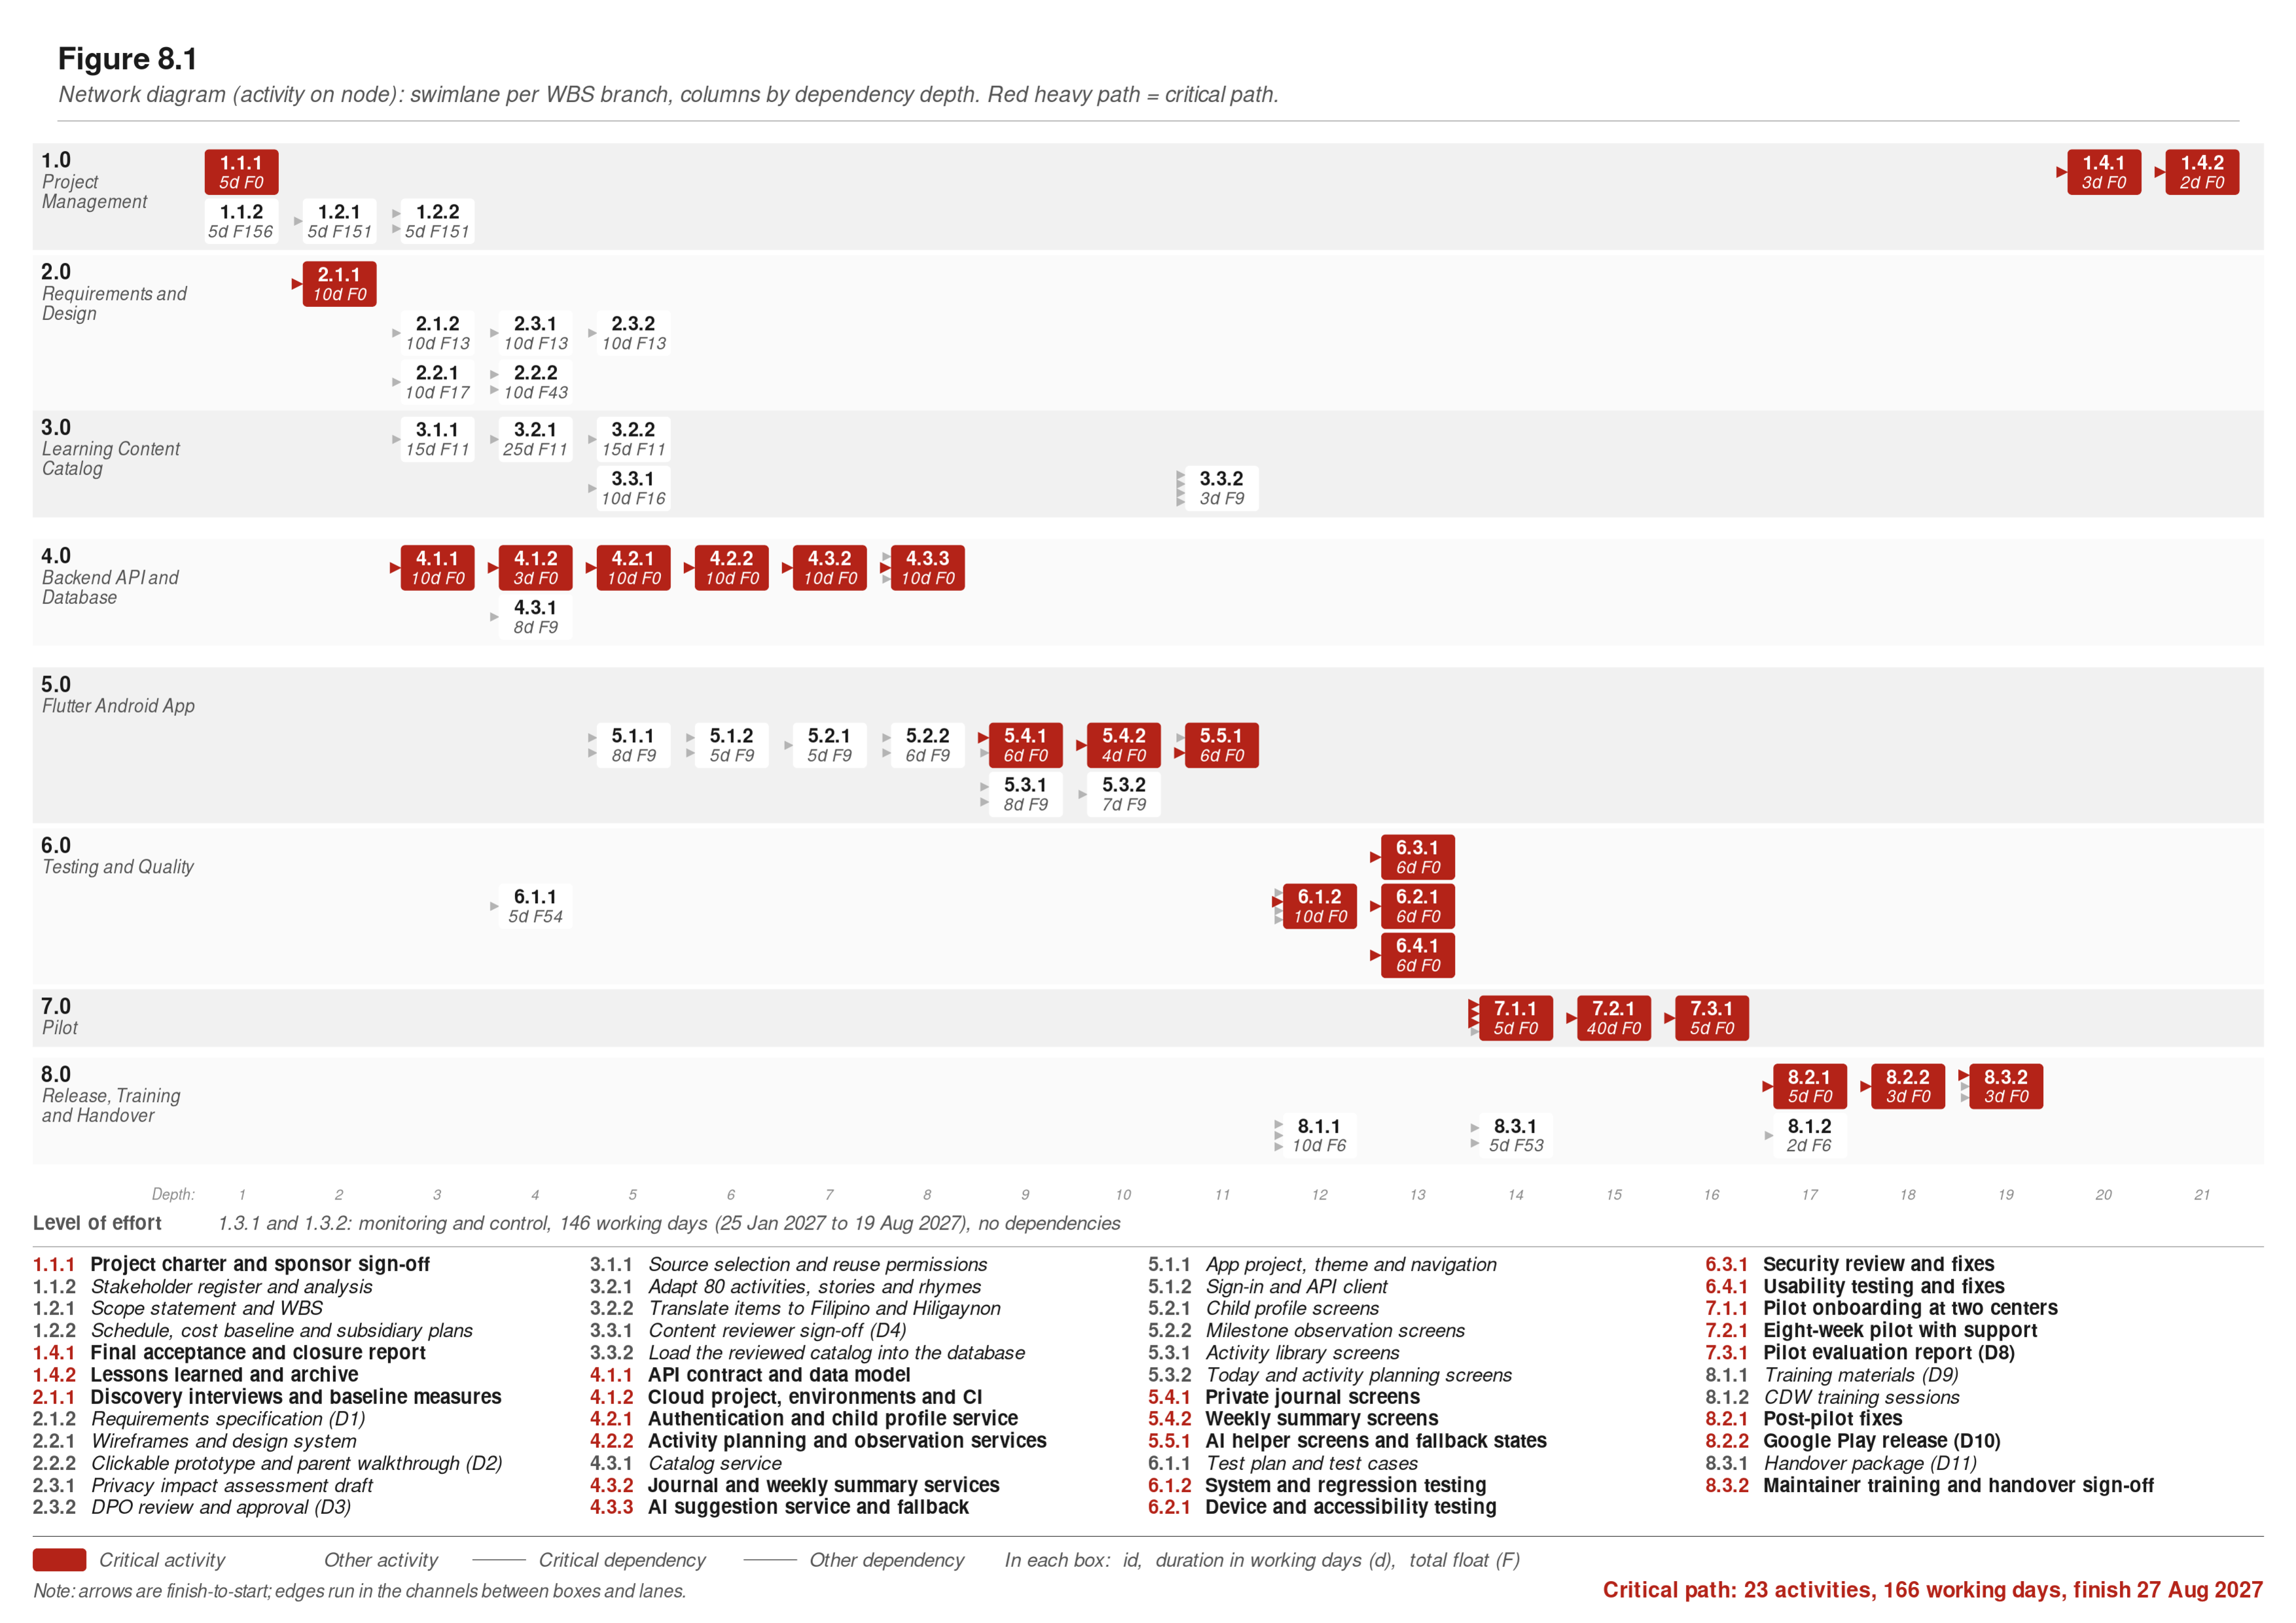 Figure 8.1
Network diagram (activity on node): swimlane per WBS branch, columns by dependency depth. Red heavy path = critical path.
1.0
Project
Management
1.1.1
5d F0
1.4.1
3d F0
1.4.2
2d F0
1.1.2
5d F156
1.2.1
5d F151
1.2.2
5d F151
2.0
Requirements and
Design
2.1.1
10d F0
2.1.2
10d F13
2.3.1
10d F13
2.3.2
10d F13
2.2.1
10d F17
2.2.2
10d F43
3.0
Learning Content
Catalog
3.1.1
15d F11
3.2.1
25d F11
3.2.2
15d F11
3.3.1
10d F16
3.3.2
3d F9
4.0
Backend API and
Database
4.1.1
10d F0
4.1.2
3d F0
4.2.1
10d F0
4.2.2
10d F0
4.3.2
10d F0
4.3.3
10d F0
4.3.1
8d F9
5.0
Flutter Android App
5.1.1
8d F9
5.1.2
5d F9
5.2.1
5d F9
5.2.2
6d F9
5.4.1
6d F0
5.4.2
4d F0
5.5.1
6d F0
5.3.1
8d F9
5.3.2
7d F9
6.0
Testing and Quality
6.3.1
6d F0
6.1.1
5d F54
6.1.2
10d F0
6.2.1
6d F0
6.4.1
6d F0
7.0
Pilot
7.1.1
5d F0
7.2.1
40d F0
7.3.1
5d F0
8.0
Release, Training
and Handover
8.2.1
5d F0
8.2.2
3d F0
8.3.2
3d F0
8.1.1
10d F6
8.3.1
5d F53
8.1.2
2d F6
Depth: 1 2 3 4 5 6 7 8 9 10 11 12 13 14 15 16 17 18 19 20 21
Level of effort 1.3.1 and 1.3.2: monitoring and control, 146 working days (25 Jan 2027 to 19 Aug 2027), no dependencies
1.1.1 Project charter and sponsor sign-off
1.1.2 Stakeholder register and analysis
1.2.1 Scope statement and WBS
1.2.2 Schedule, cost baseline and subsidiary plans
1.4.1 Final acceptance and closure report
1.4.2 Lessons learned and archive
2.1.1 Discovery interviews and baseline measures
2.1.2 Requirements specification (D1)
2.2.1 Wireframes and design system
2.2.2 Clickable prototype and parent walkthrough (D2)
2.3.1 Privacy impact assessment draft
2.3.2 DPO review and approval (D3)
3.1.1 Source selection and reuse permissions
3.2.1 Adapt 80 activities, stories and rhymes
3.2.2 Translate items to Filipino and Hiligaynon
3.3.1 Content reviewer sign-off (D4)
3.3.2 Load the reviewed catalog into the database
4.1.1 API contract and data model
4.1.2 Cloud project, environments and CI
4.2.1 Authentication and child profile service
4.2.2 Activity planning and observation services
4.3.1 Catalog service
4.3.2 Journal and weekly summary services
4.3.3 AI suggestion service and fallback
5.1.1 App project, theme and navigation
5.1.2 Sign-in and API client
5.2.1 Child profile screens
5.2.2 Milestone observation screens
5.3.1 Activity library screens
5.3.2 Today and activity planning screens
5.4.1 Private journal screens
5.4.2 Weekly summary screens
5.5.1 AI helper screens and fallback states
6.1.1 Test plan and test cases
6.1.2 System and regression testing
6.2.1 Device and accessibility testing
6.3.1 Security review and fixes
6.4.1 Usability testing and fixes
7.1.1 Pilot onboarding at two centers
7.2.1 Eight-week pilot with support
7.3.1 Pilot evaluation report (D8)
8.1.1 Training materials (D9)
8.1.2 CDW training sessions
8.2.1 Post-pilot fixes
8.2.2 Google Play release (D10)
8.3.1 Handover package (D11)
8.3.2 Maintainer training and handover sign-off
Critical activity Other activity Critical dependency Other dependency In each box: id, duration in working days (d), total float (F)
Note: arrows are finish-to-start; edges run in the channels between boxes and lanes.
Critical path: 23 activities, 166 working days, finish 27 Aug 2027